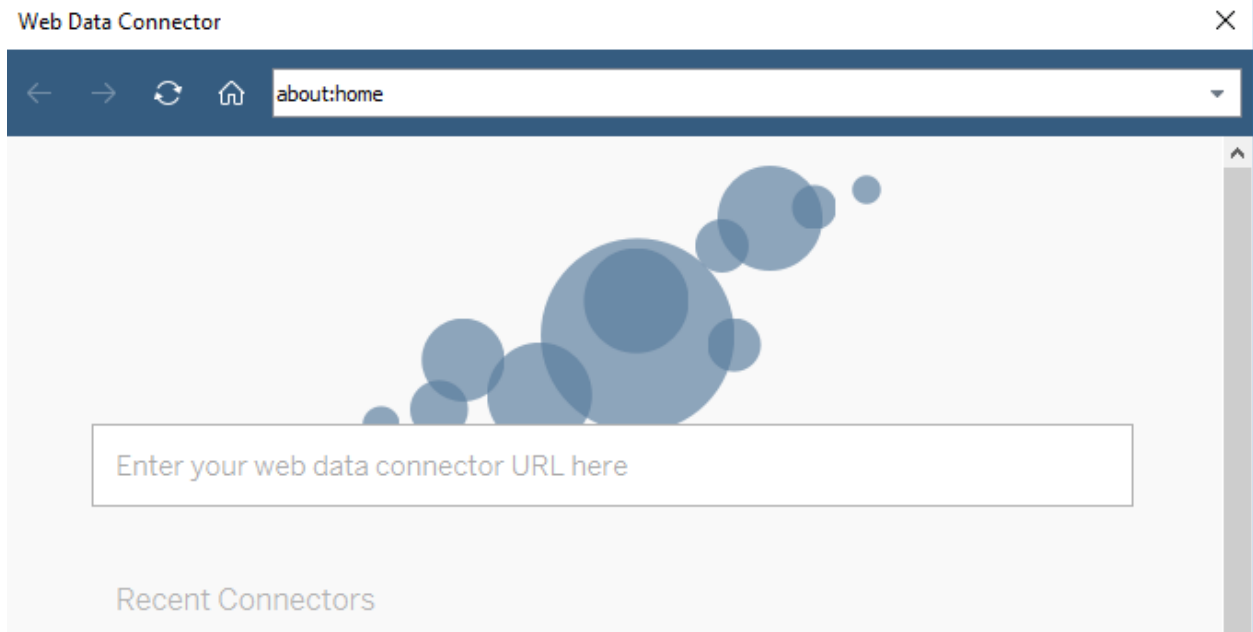 Web Data Connector
about:home
Enter your web data connector URL here
Recent Connectors